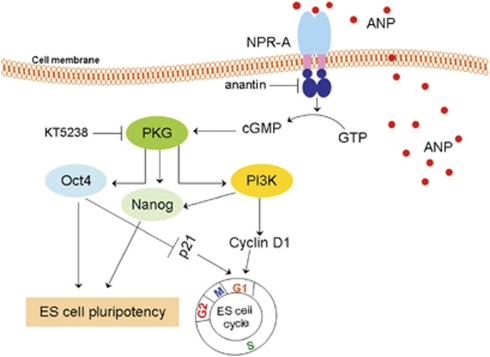 ANP
NPR-A
Cell membrane
anantin
KT5238
PKG
cGMP
GTP
ANP
Oct4
PI3K
Nanog
p21
Cyclin D1
ES cell pluripotency
M
G1
G2
ES cell
cycle
S